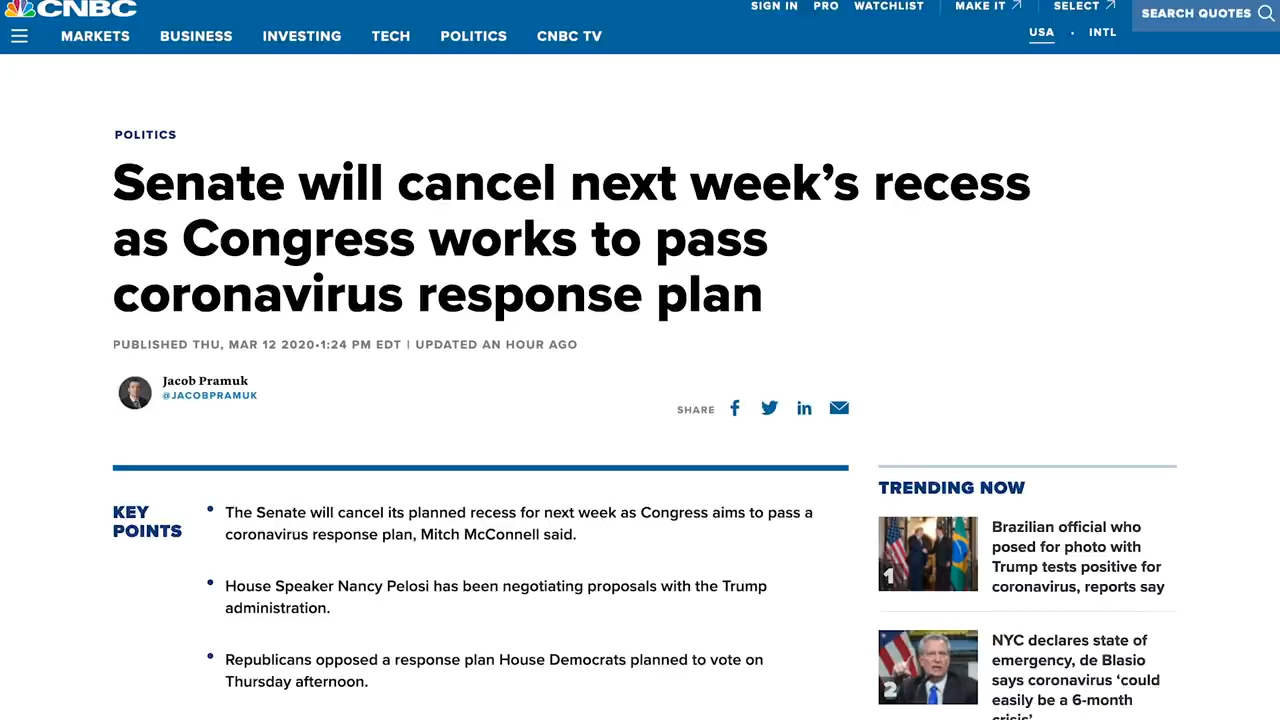 CNBC
SIGN IN PRO WATCHLIST MAKE IT SELECT
SEARCH QUOTES
MARKETS BUSINESS INVESTING TECH POLITICS CNBC TV
USA · INTL
POLITICS
Senate will cancel next week’s recess
as Congress works to pass
coronavirus response plan
PUBLISHED THU, MAR 12 2020•1:24 PM EDT | UPDATED AN HOUR AGO
Jacob Pramuk
@JACOBPRAMUK
SHARE
KEY
POINTS
• The Senate will cancel its planned recess for next week as Congress aims to pass a
coronavirus response plan, Mitch McConnell said.
• House Speaker Nancy Pelosi has been negotiating proposals with the Trump
administration.
• Republicans opposed a response plan House Democrats planned to vote on
Thursday afternoon.
TRENDING NOW
1
Brazilian official who
posed for photo with
Trump tests positive for
coronavirus, reports say
2
NYC declares state of
emergency, de Blasio
says coronavirus ‘could
easily be a 6-month
crisis’